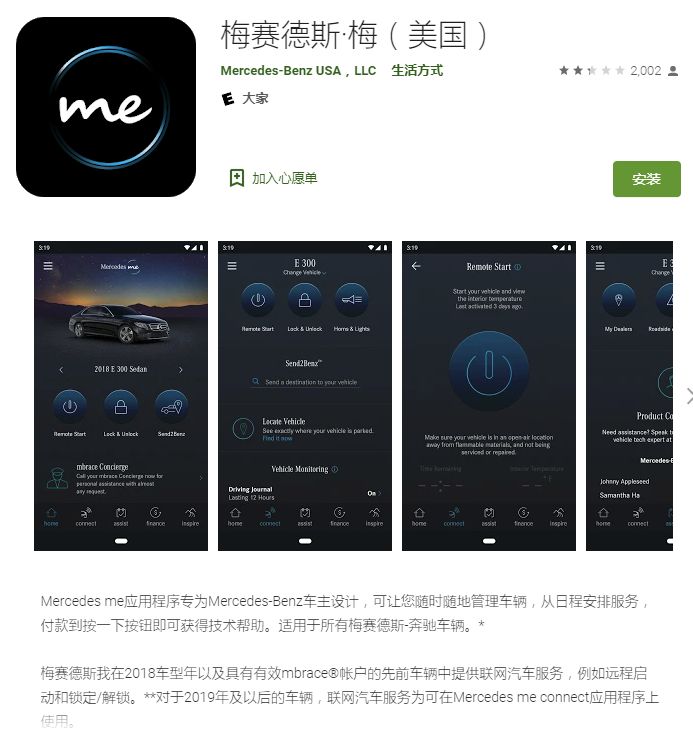 me
梅赛德斯·梅（美国）
Mercedes-Benz USA，LLC 生活方式
2,002
E 大家
加入心愿单
安装
3:19
Mercedes me
2018 E 300 Sedan
Remote Start Lock & Unlock Send2Benz
mbrace Concierge
Call your mbrace Concierge now for
personal assistance with almost
any request.
home connect assist finance inspire
3:19
E 300
Change Vehicle
Remote Start Lock & Unlock Horns & Lights
Send2Benz™
Send a destination to your vehicle
Locate Vehicle
See exactly where your vehicle is parked.
Find it now
Vehicle Monitoring
Driving Journal
Lasting 12 Hours
On
home connect assist finance inspire
3:19
Remote Start
Start your vehicle and view
the interior temperature
Last activated 3 days ago.
Make sure your vehicle is in an open-air location
away from flammable materials, and not being
serviced or repaired.
Time Remaining Interior Temperature
home connect assist finance inspire
3:19
E 3
Change
My Dealers Roadside
Product Co
Need assistance? Speak to
vehicle tech expert at
Mercedes-B
Johnny Appleseed
Samantha Ha
home connect assist
Mercedes me应用程序专为Mercedes-Benz车主设计，可让您随时随地管理车辆，从日程安排服务，
付款到按一下按钮即可获得技术帮助。适用于所有梅赛德斯-奔驰车辆。*
梅赛德斯我在2018车型年以及具有有效mbrace®帐户的先前车辆中提供联网汽车服务，例如远程启
动和锁定/解锁。**对于2019年及以后的车辆，联网汽车服务为可在Mercedes me connect应用程序上
使用。